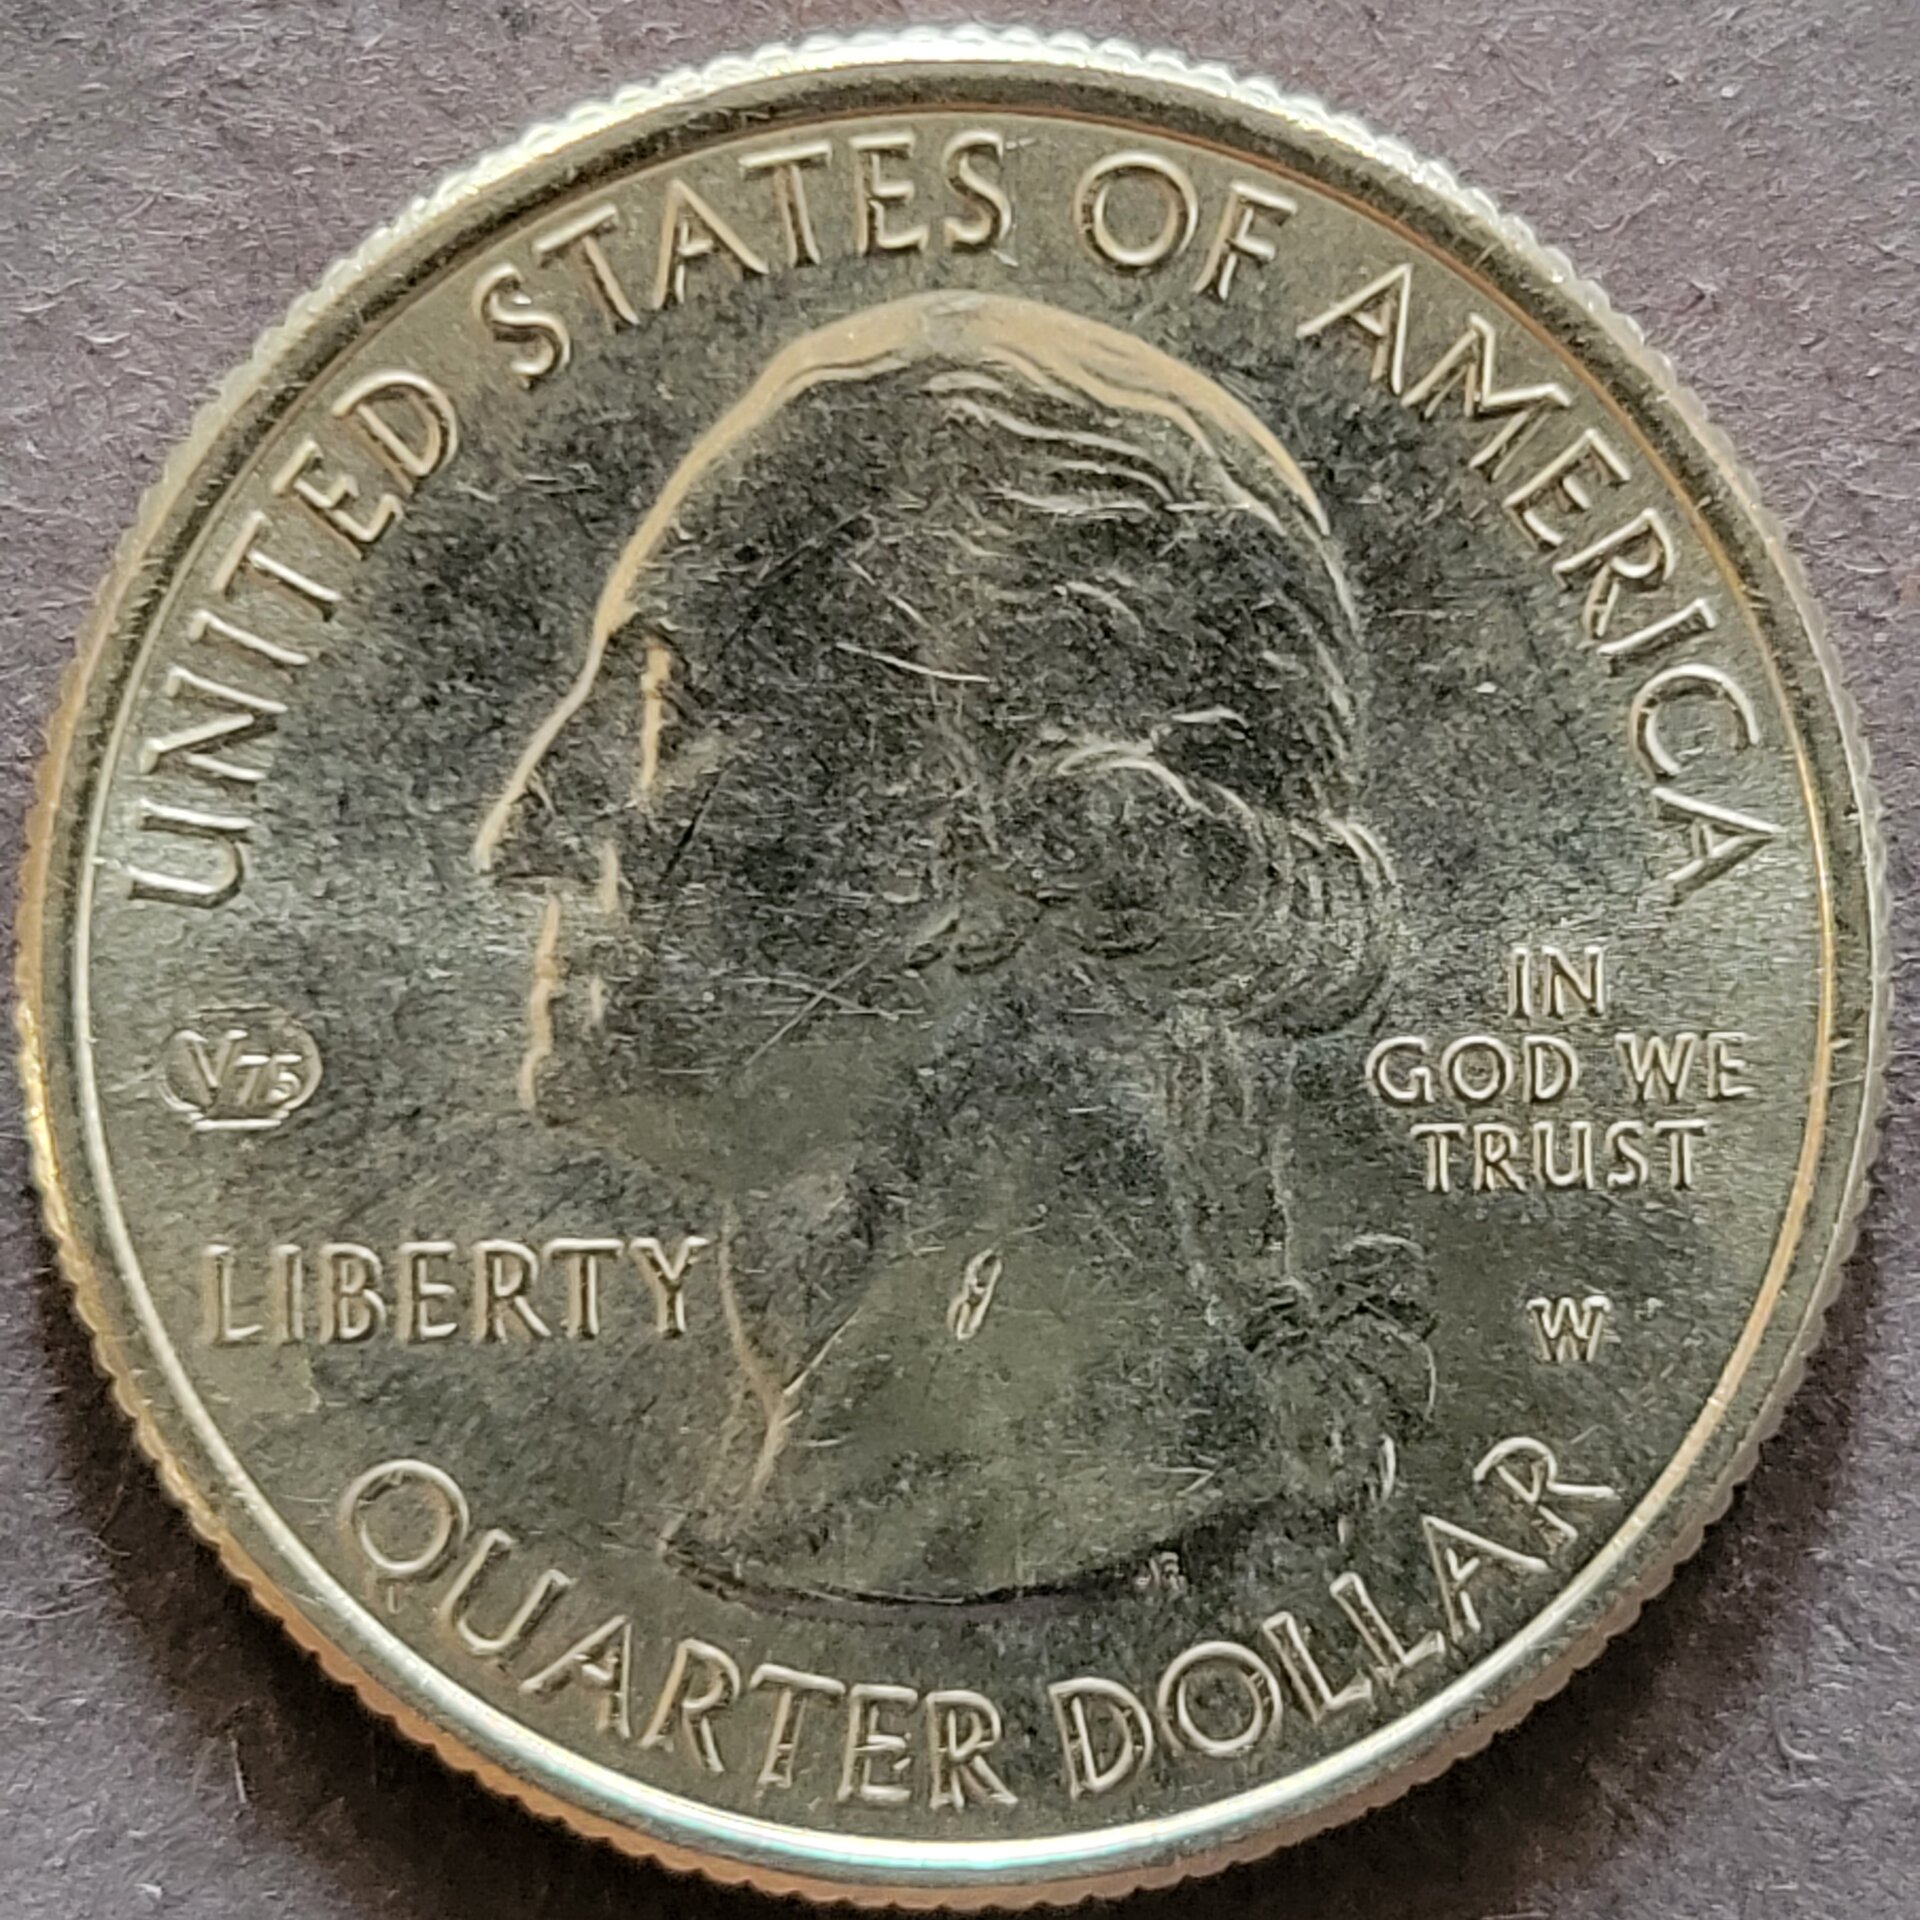 UNITED STATES OF AMERICA
IN
GOD WE
TRUST
V75
LIBERTY
W
QUARTER DOLLAR